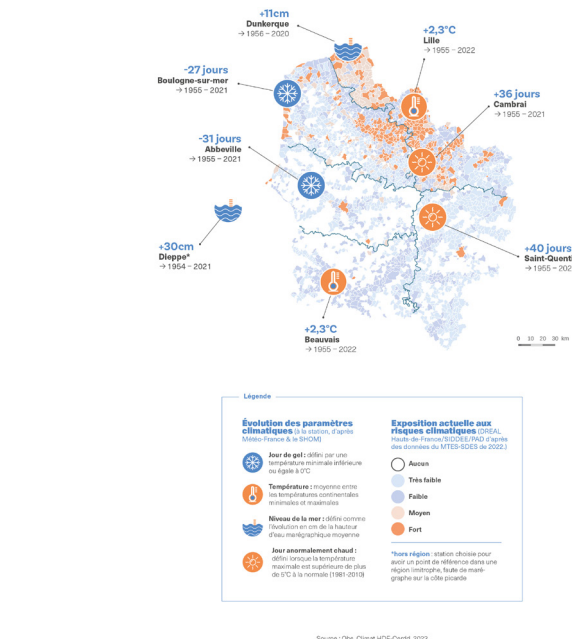 +11cm
Dunkerque
→ 1956 – 2020
+2,3°C
Lille
→ 1955 – 2022
-27 jours
Boulogne-sur-mer
→ 1955 – 2021
+36 jours
Cambrai
→ 1955 – 2021
-31 jours
Abbeville
→ 1955 – 2021
+30cm
Dieppe*
→ 1954 – 2021
+40 jours
Saint-Quenti
→ 1955 – 202
+2,3°C
Beauvais
→ 1955 – 2022
0 10 20 30 km
Légende
Évolution des paramètres
climatiques (à la station, d'après
Météo-France & le SHOM)
Jour de gel : défini par une
température minimale inférieure
ou égale à 0°C
Température : moyenne entre
les températures continentales
minimales et maximales
Niveau de la mer : défini comme
l'évolution en cm de la hauteur
d'eau marégraphique moyenne
Jour anormalement chaud :
défini lorsque la température
maximale est supérieure de plus
de 5°C à la normale (1981-2010)
Exposition actuelle aux
risques climatiques (DREAL
Hauts-de-France/SIDDEE/PAD d'après
des données du MTES-SDES de 2022.)
Aucun
Très faible
Faible
Moyen
Fort
*hors région : station choisie pour
avoir un point de référence dans une
région limitrophe, faute de maré-
graphe sur la côte picarde
Source : Obs. Climat HDF-Cerdd, 2023